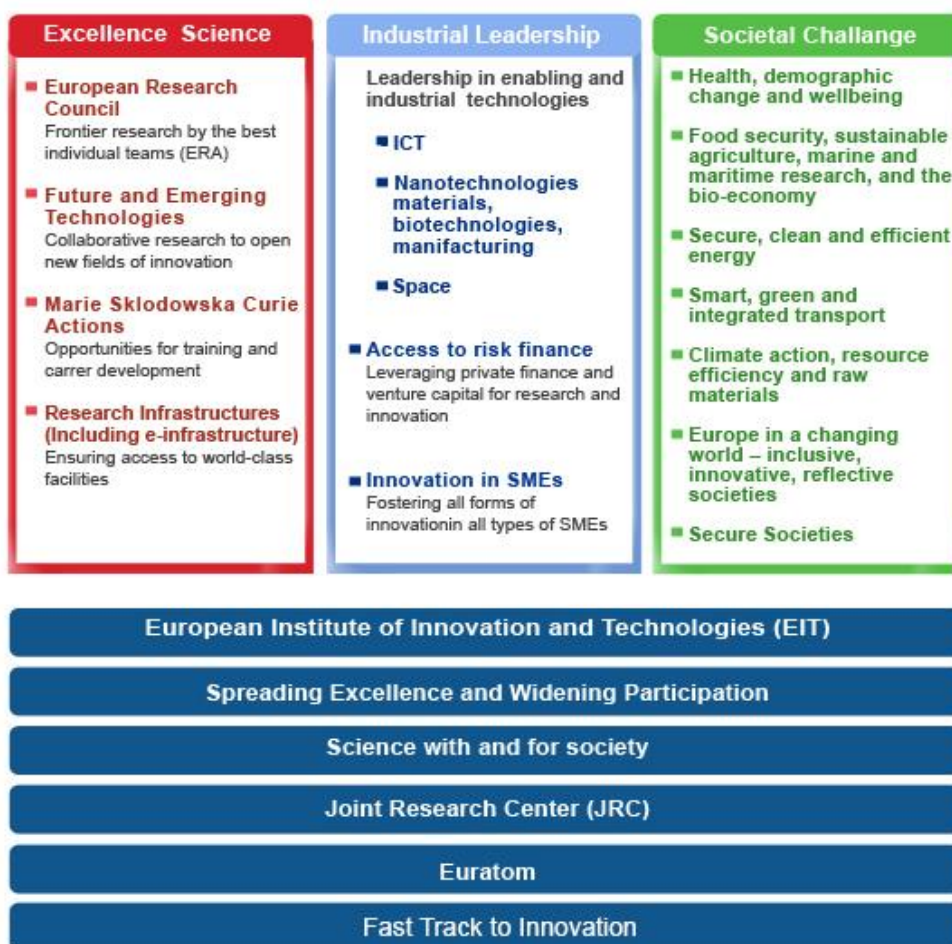 Excellence Science
European Research
Council
Frontier research by the best
individual teams (ERA)
Future and Emerging
Technologies
Collaborative research to open
new fields of innovation
Marie Sklodowska Curie
Actions
Opportunities for training and
carrer development
Research Infrastructures
(Including e-infrastructure)
Ensuring access to world-class
facilities
Industrial Leadership
Leadership in enabling and
industrial technologies
ICT
Nanotechnologies
materials,
biotechnologies,
manifacturing
Space
Access to risk finance
Leveraging private finance and
venture capital for research and
innovation
Innovation in SMEs
Fostering all forms of
innovationin all types of SMEs
Societal Challange
Health, demographic
change and wellbeing
Food security, sustainable
agriculture, marine and
maritime research, and the
bio-economy
Secure, clean and efficient
energy
Smart, green and
integrated transport
Climate action, resource
efficiency and raw
materials
Europe in a changing
world – inclusive,
innovative, reflective
societies
Secure Societies
European Institute of Innovation and Technologies (EIT)
Spreading Excellence and Widening Participation
Science with and for society
Joint Research Center (JRC)
Euratom
Fast Track to Innovation